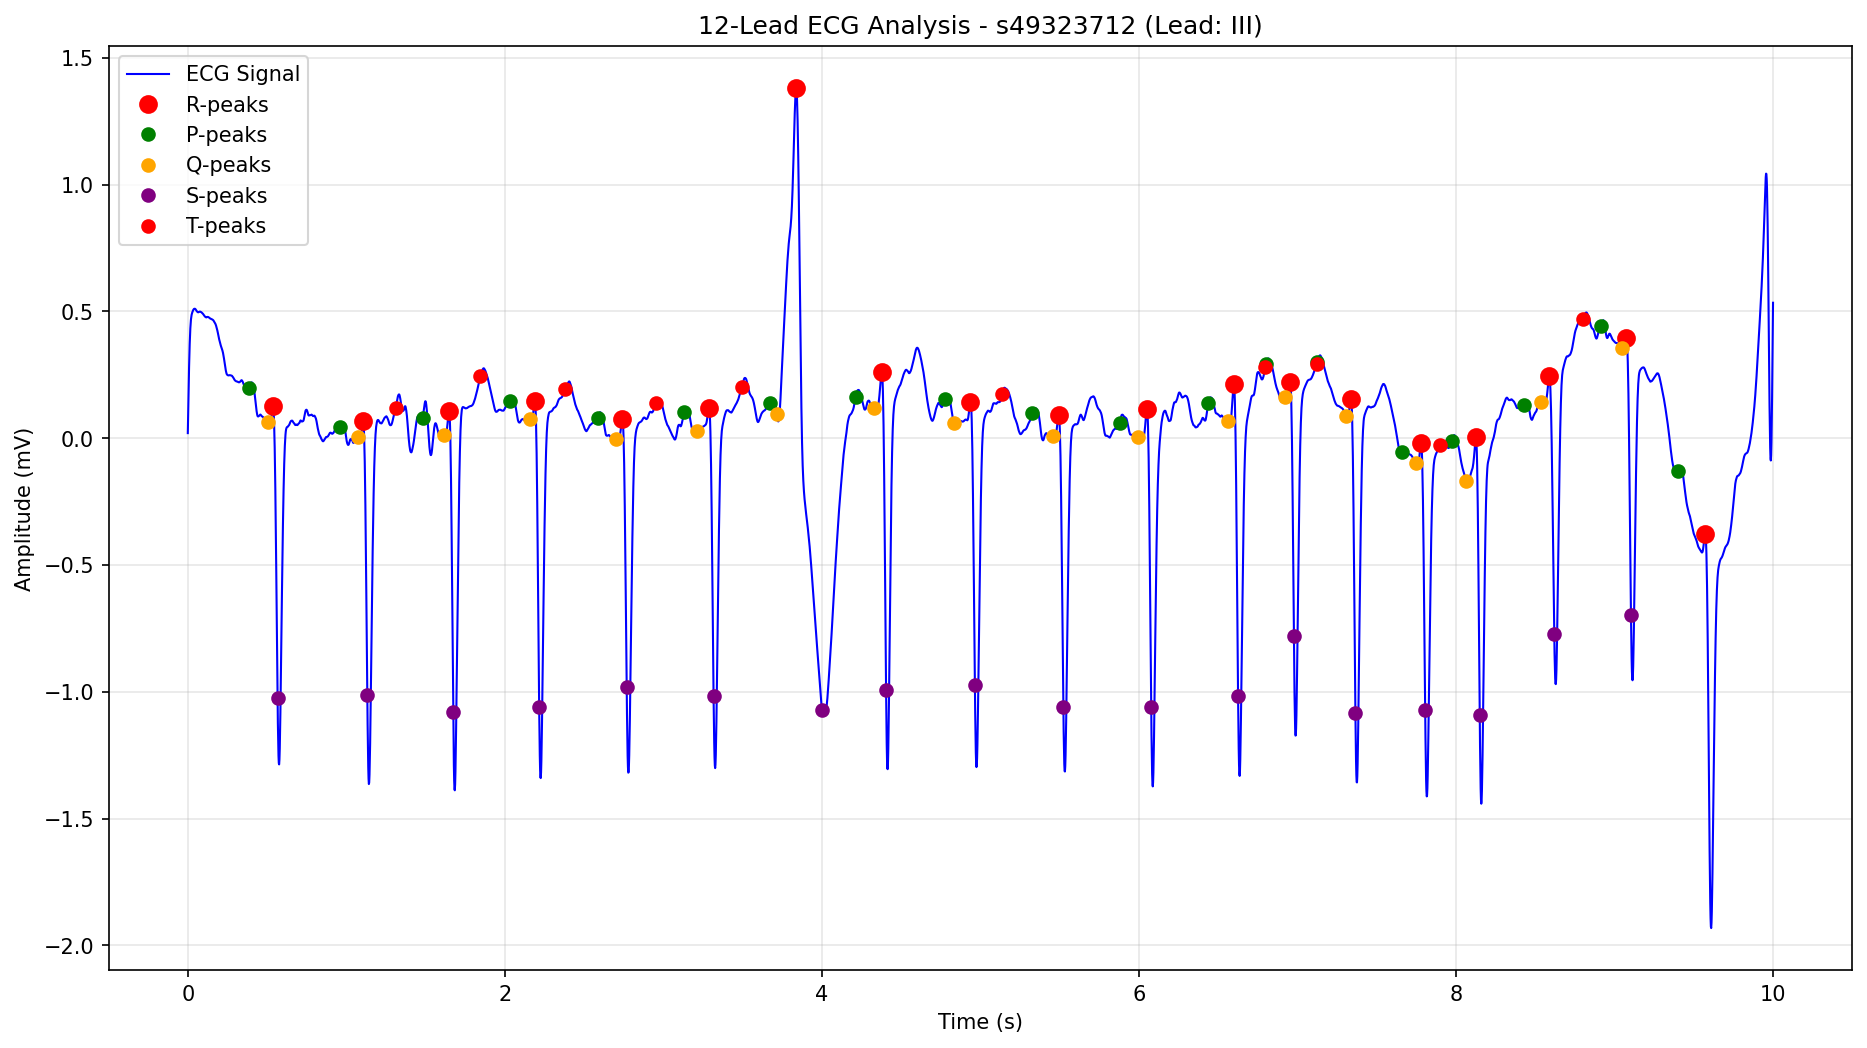 12-Lead ECG Analysis - s49323712 (Lead: III)
ECG Signal
R-peaks
P-peaks
Q-peaks
S-peaks
T-peaks
Amplitude (mV)
1.5
1.0
0.5
0.0
−0.5
−1.0
−1.5
−2.0
0 2 4 6 8 10
Time (s)